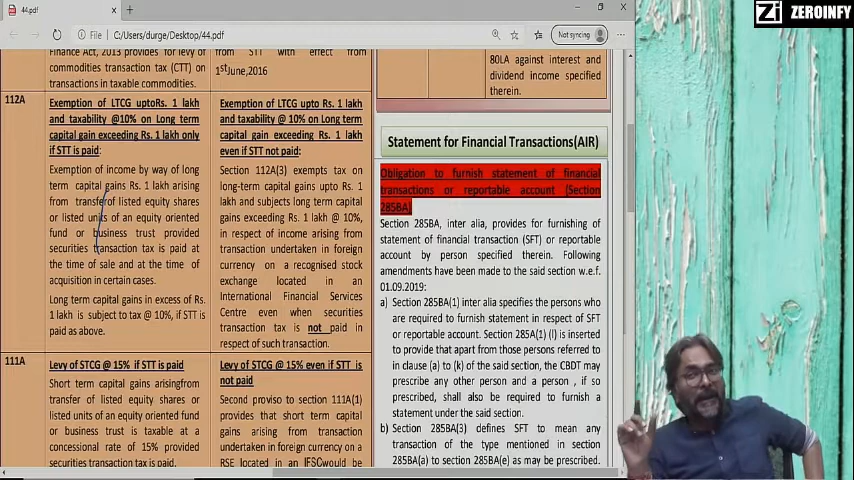 44.pdf
File
C:/Users/durge/Desktop/44.pdf
Not syncing
Zi ZEROINFY
Finance Act, 2013 provides for levy of
commodities transaction tax (CTT) on
transactions in taxable commodities.
from STT with effect from
1st June,2016
80LA against interest and
dividend income specified
therein.
112A
Exemption of LTCG uptoRs. 1 lakh
and taxability @10% on Long term
capital gain exceeding Rs. 1 lakh only
if STT is paid:
Exemption of income by way of long
term capital gains Rs. 1 lakh arising
from transfer of listed equity shares
or listed units of an equity oriented
fund or business trust provided
securities transaction tax is paid at
the time of sale and at the time of
acquisition in certain cases.
Long term capital gains in excess of Rs.
1 lakh is subject to tax @ 10%, if STT is
paid as above.
Exemption of LTCG upto Rs. 1 lakh
and taxability @ 10% on Long term
capital gain exceeding Rs. 1 lakh
even if STT not paid:
Section 112A(3) exempts tax on
long-term capital gains upto Rs. 1
lakh and subjects long term capital
gains exceeding Rs. 1 lakh @ 10%,
in respect of income arising from
transaction undertaken in foreign
currency on a recognised stock
exchange located in an
International Financial Services
Centre even when securities
transaction tax is not paid in
respect of such transaction.
111A
Levy of STCG @ 15% if STT is paid
Short term capital gains arisingfrom
transfer of listed equity shares or
listed units of an equity oriented fund
or business trust is taxable at a
concessional rate of 15% provided
securities transaction tax is paid.
Levy of STCG @ 15% even if STT is
not paid
Second proviso to section 111A(1)
provides that short term capital
gains arising from transaction
undertaken in foreign currency on a
RSE located in an IFSCwould be
Statement for Financial Transactions(AIR)
Obligation to furnish statement of financial
transactions or reportable account (Section
285BA)
Section 285BA, inter alia, provides for furnishing of
statement of financial transaction (SFT) or reportable
account by person specified therein. Following
amendments have been made to the said section w.e.f.
01.09.2019:
a) Section 285BA(1) inter alia specifies the persons who
are required to furnish statement in respect of SFT
or reportable account. Section 285A(1) (l) is inserted
to provide that apart from those persons referred to
in clause (a) to (k) of the said section, the CBDT may
prescribe any other person and a person , if so
prescribed, shall also be required to furnish a
statement under the said section.
b) Section 285BA(3) defines SFT to mean any
transaction of the type mentioned in section
285BA(a) to section 285BA(e) as may be prescribed.